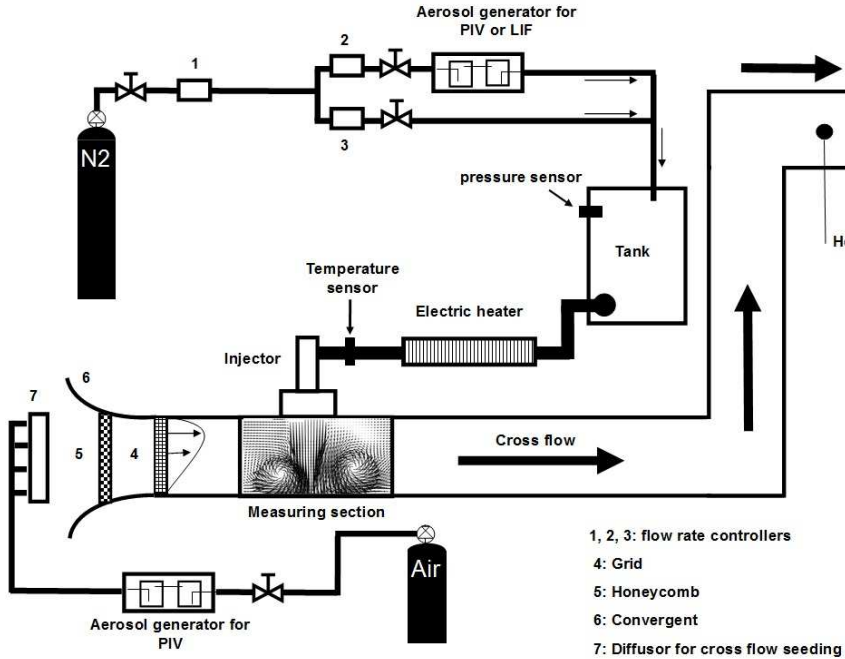 Aerosol generator for
PIV or LIF
2
1
3
N2
pressure sensor
Tank
Temperature
sensor
Electric heater
Injector
6
7
5
4
Cross flow
Measuring section
Air
Aerosol generator for
PIV
1, 2, 3: flow rate controllers
4: Grid
5: Honeycomb
6: Convergent
7: Diffusor for cross flow seeding